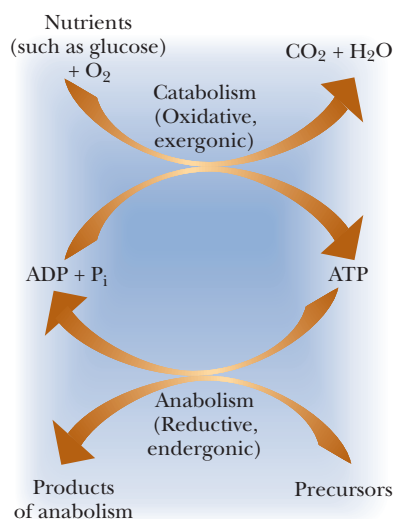 Nutrients
(such as glucose)
+ O₂
CO₂ + H₂O
Catabolism
(Oxidative,
exergonic)
ADP + Pᵢ
ATP
Anabolism
(Reductive,
endergonic)
Products
of anabolism
Precursors